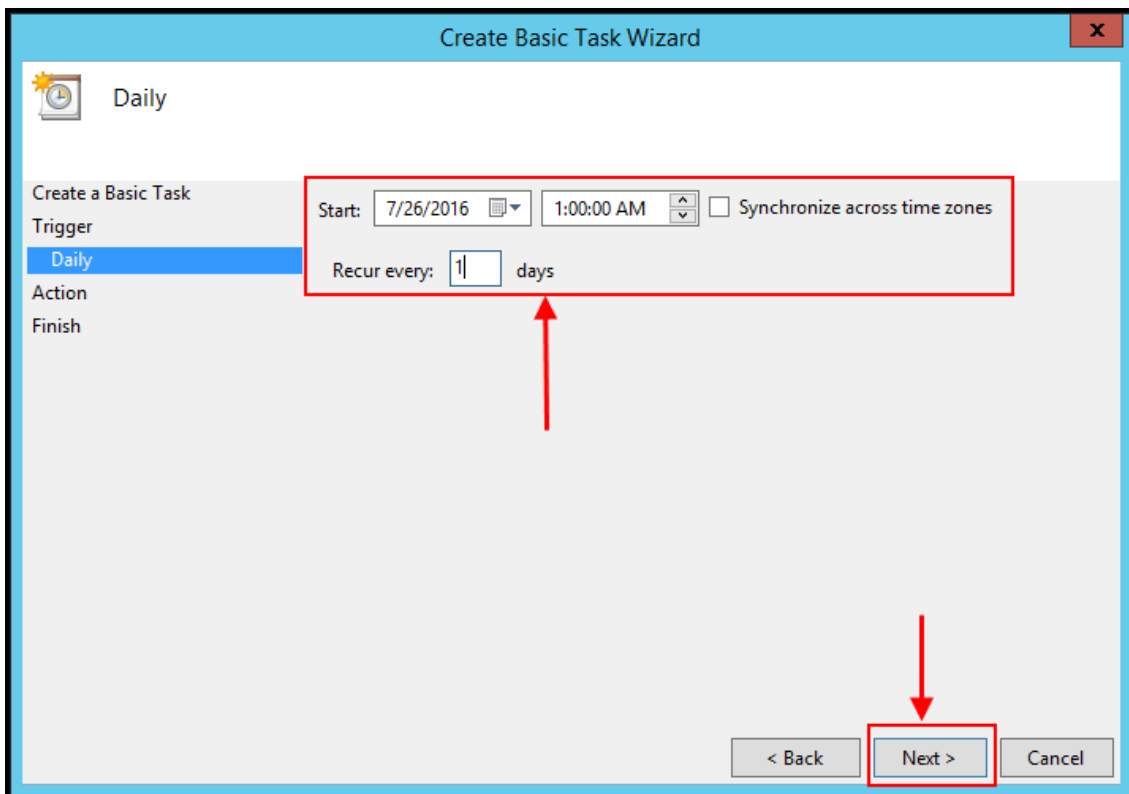 Create Basic Task Wizard
x
Daily
Create a Basic Task
Trigger
Daily
Action
Finish
Start: 7/26/2016 1:00:00 AM Synchronize across time zones
Recur every: 1 days
< Back Next > Cancel